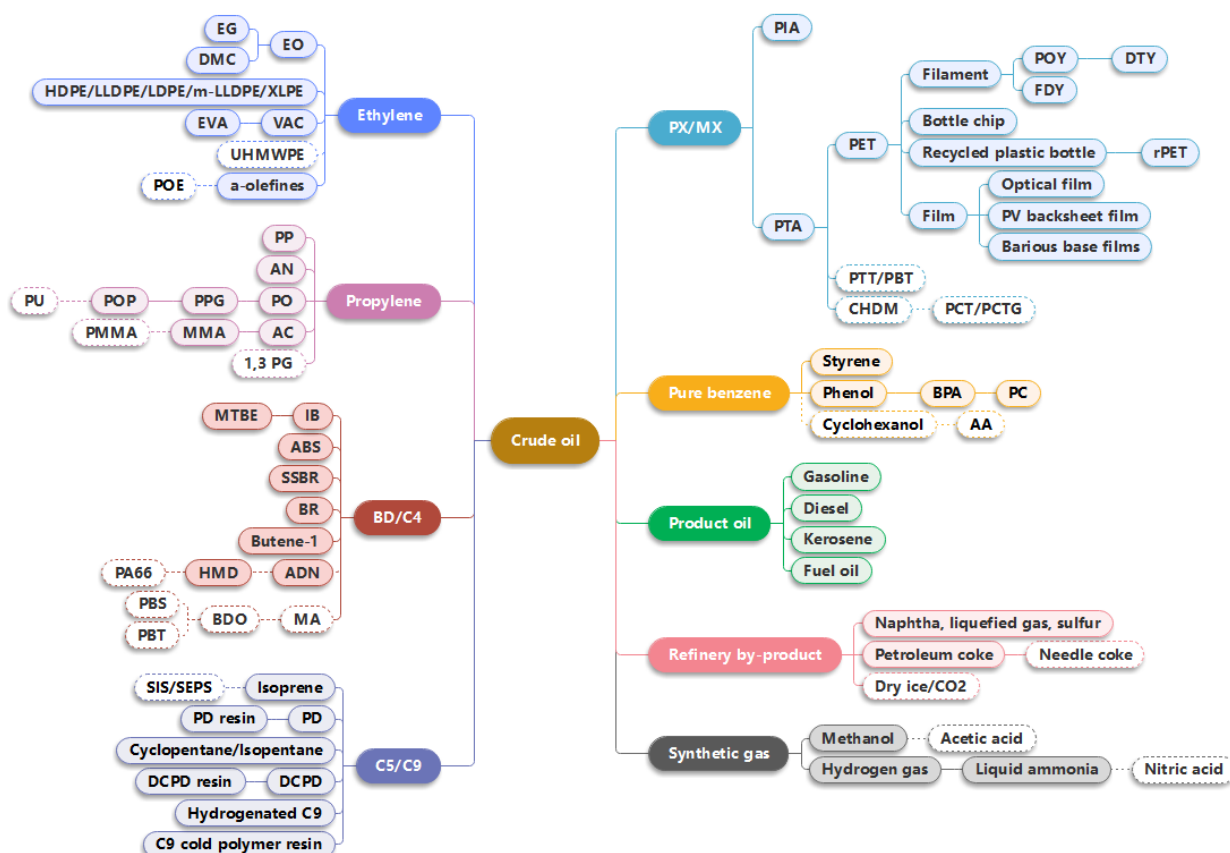 EG
DMC
EO
HDPE/LLDPE/LDPE/m-LLDPE/XLPE
EVA
VAC
UHMWPE
POE
a-olefines
Ethylene
PP
AN
PU
POP
PPG
PO
PMMA
MMA
AC
1,3 PG
Propylene
MTBE
IB
ABS
SSBR
BR
Butene-1
PA66
HMD
ADN
PBS
PBT
BDO
MA
BD/C4
SIS/SEPS
Isoprene
PD resin
PD
Cyclopentane/Isopentane
DCPD resin
DCPD
Hydrogenated C9
C9 cold polymer resin
C5/C9
Crude oil
PX/MX
PIA
PTA
PET
Filament
POY
DTY
FDY
Bottle chip
Recycled plastic bottle
rPET
Film
Optical film
PV backsheet film
Barious base films
PTT/PBT
CHDM
PCT/PCTG
Pure benzene
Styrene
Phenol
BPA
PC
Cyclohexanol
AA
Product oil
Gasoline
Diesel
Kerosene
Fuel oil
Refinery by-product
Naphtha, liquefied gas, sulfur
Petroleum coke
Needle coke
Dry ice/CO2
Synthetic gas
Methanol
Acetic acid
Hydrogen gas
Liquid ammonia
Nitric acid